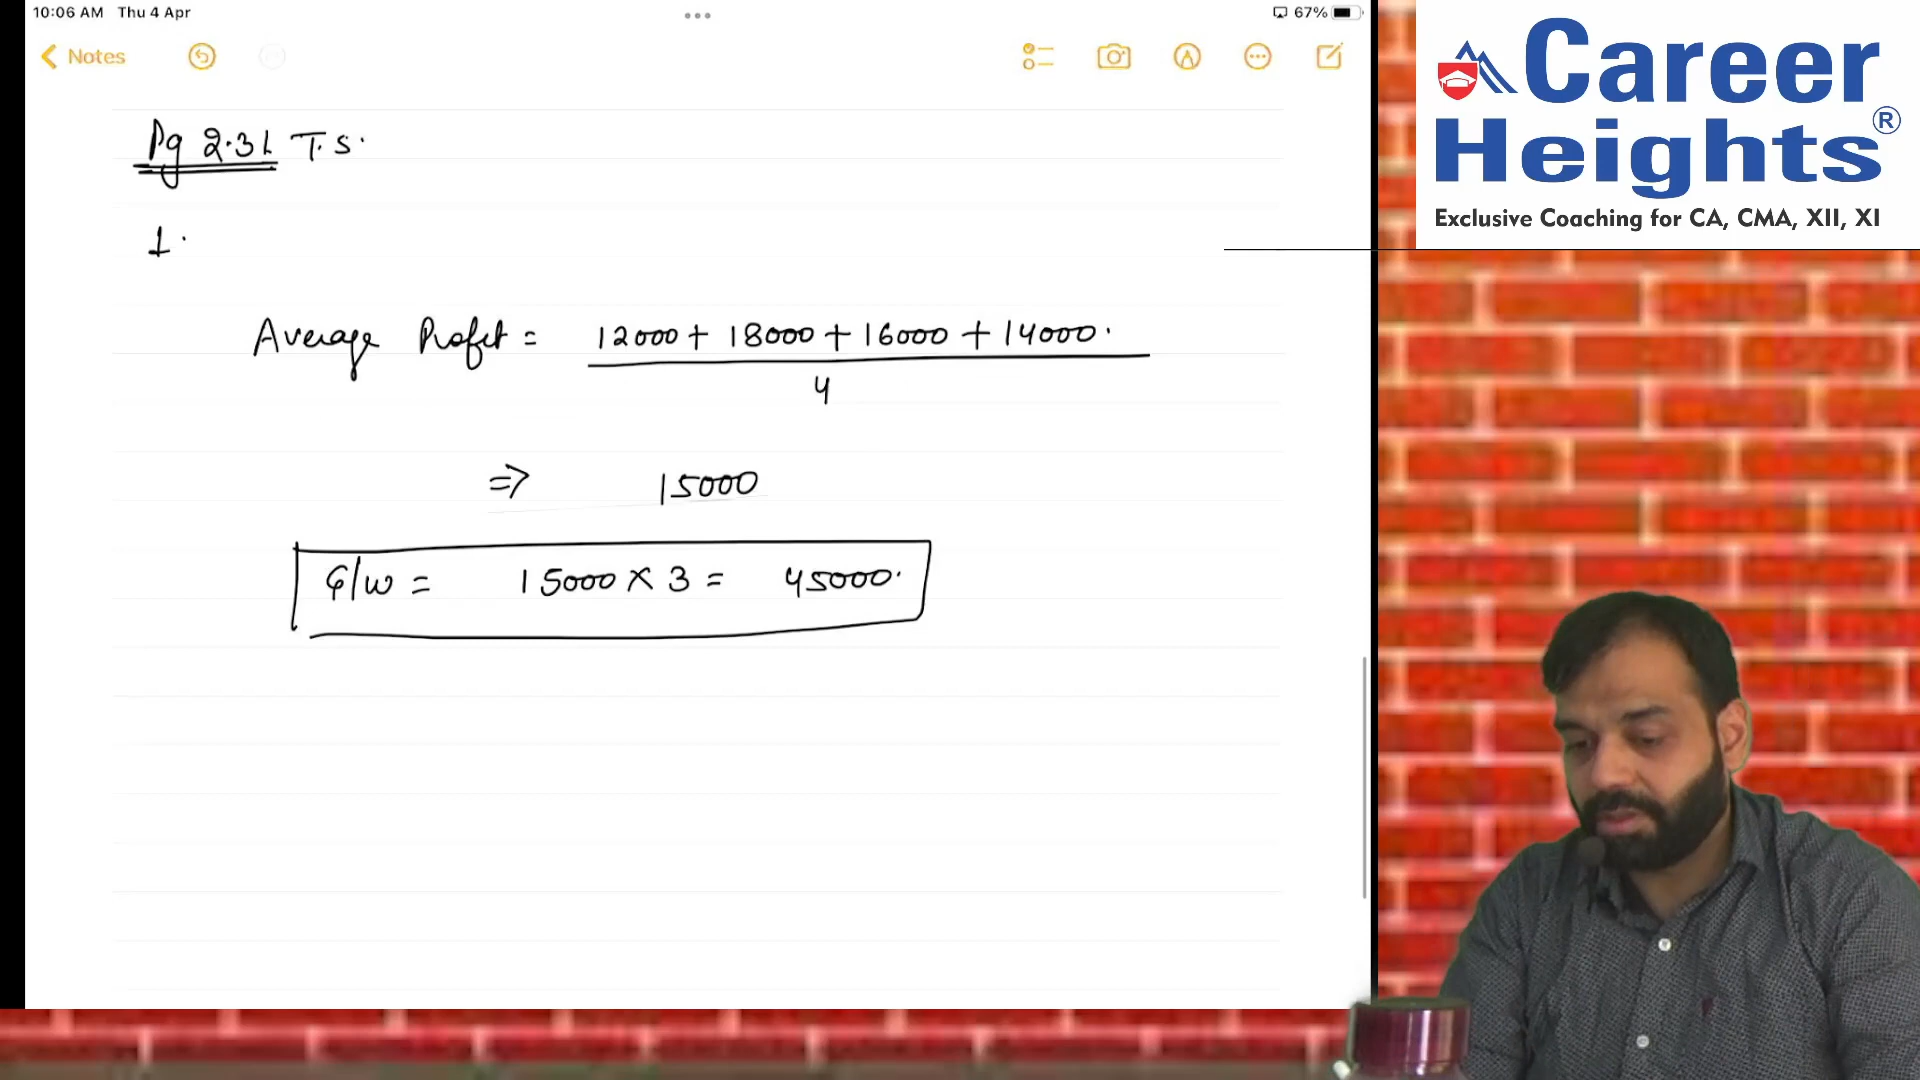 10:06 AM Thu 4 Apr
67%
Notes
Pg 2.31 T.S.
1.
Average Profit = 12000 + 18000 + 16000 + 14000.
4
=> 15000
G/W = 15000 × 3 = 45000.
Career
Heights®
Exclusive Coaching for CA, CMA, XII, XI